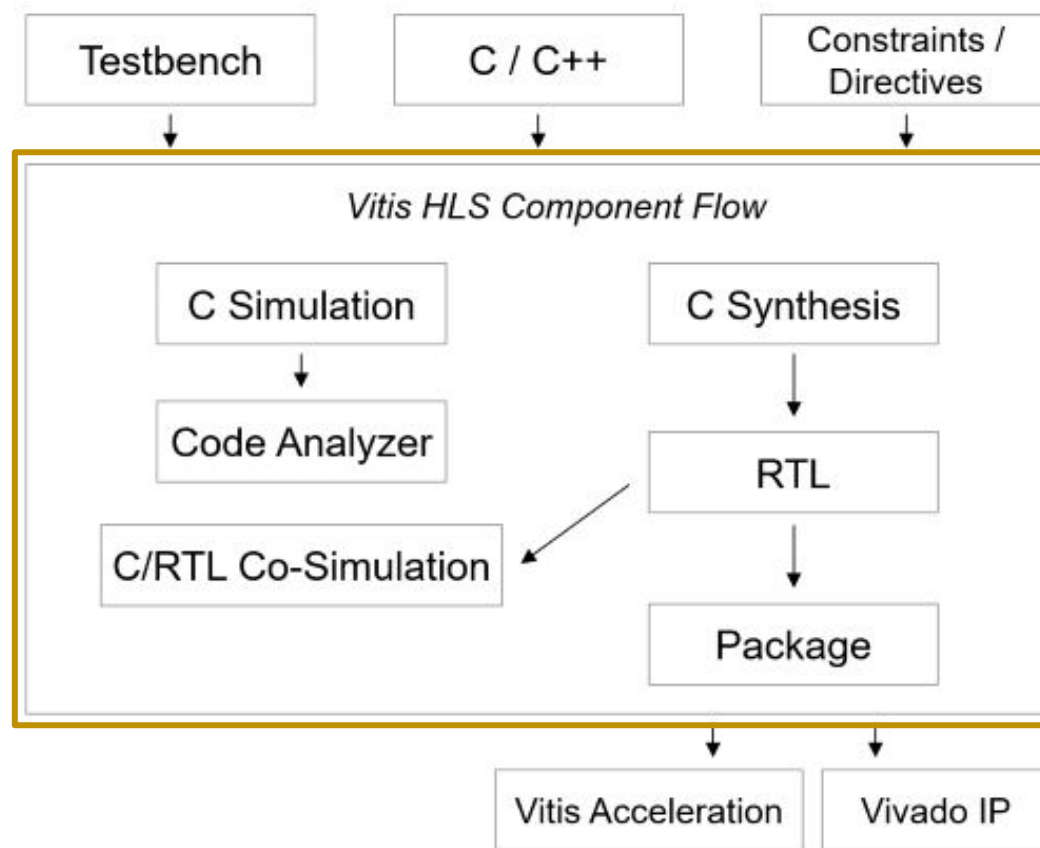 Testbench
C / C++
Constraints /
Directives
Vitis HLS Component Flow
C Simulation
C Synthesis
Code Analyzer
RTL
C/RTL Co-Simulation
Package
Vitis Acceleration
Vivado IP